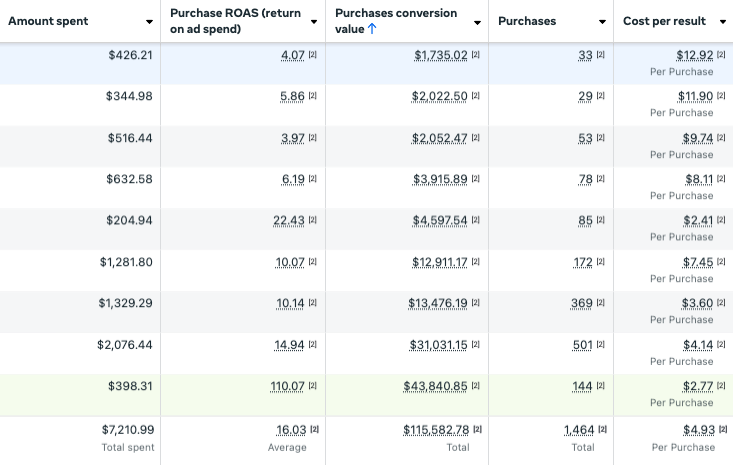 Amount spent Purchase ROAS (return on ad spend) Purchases conversion value ↑ Purchases Cost per result
$426.21 4.07 [2] $1,735.02 [2] 33 [2] $12.92 [2]
Per Purchase
$344.98 5.86 [2] $2,022.50 [2] 29 [2] $11.90 [2]
Per Purchase
$516.44 3.97 [2] $2,052.47 [2] 53 [2] $9.74 [2]
Per Purchase
$632.58 6.19 [2] $3,915.89 [2] 78 [2] $8.11 [2]
Per Purchase
$204.94 22.43 [2] $4,597.54 [2] 85 [2] $2.41 [2]
Per Purchase
$1,281.80 10.07 [2] $12,911.17 [2] 172 [2] $7.45 [2]
Per Purchase
$1,329.29 10.14 [2] $13,476.19 [2] 369 [2] $3.60 [2]
Per Purchase
$2,076.44 14.94 [2] $31,031.15 [2] 501 [2] $4.14 [2]
Per Purchase
$398.31 110.07 [2] $43,840.85 [2] 144 [2] $2.77 [2]
Per Purchase
$7,210.99 16.03 [2] $115,582.78 [2] 1,464 [2] $4.93 [2]
Total spent Average Total Total Per Purchase